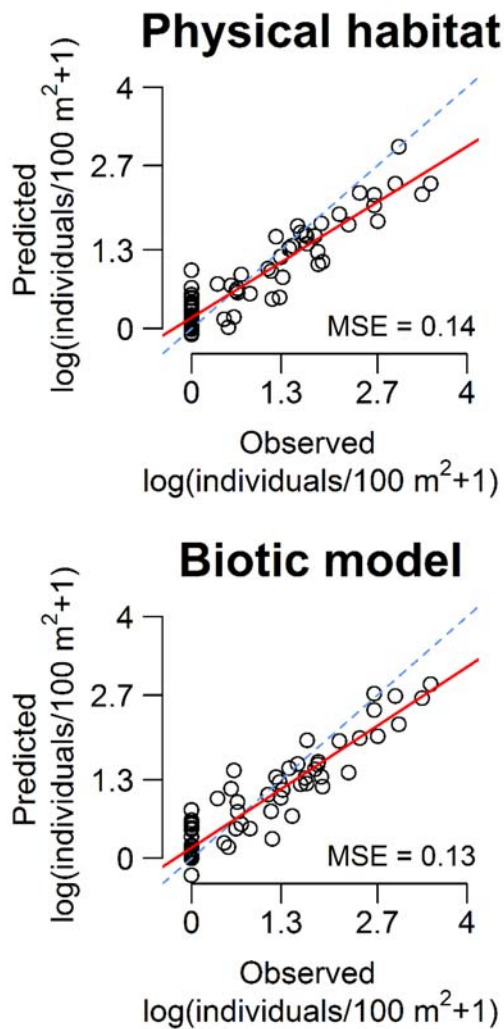 Physical habitat
Predicted
log(individuals/100 m²+1)
4
2.7
1.3
0
MSE = 0.14
0 1.3 2.7 4
Observed
log(individuals/100 m²+1)
Biotic model
Predicted
log(individuals/100 m²+1)
4
2.7
1.3
0
MSE = 0.13
0 1.3 2.7 4
Observed
log(individuals/100 m²+1)